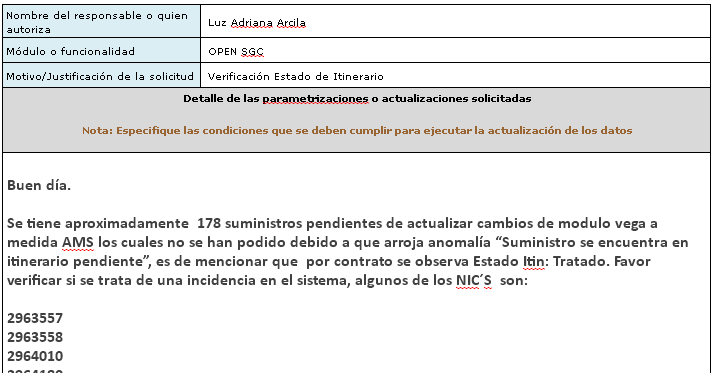 Nombre del responsable o quien
autoriza
Luz Adriana Arcila
Módulo o funcionalidad
OPEN SGC
Motivo/Justificación de la solicitud
Verificación Estado de Itinerario
Detalle de las parametrizaciones o actualizaciones solicitadas
Nota: Especifique las condiciones que se deben cumplir para ejecutar la actualización de los datos
Buen día.
Se tiene aproximadamente 178 suministros pendientes de actualizar cambios de modulo vega a
medida AMS los cuales no se han podido debido a que arroja anomalía “Suministro se encuentra en
itinerario pendiente”, es de mencionar que por contrato se observa Estado Itin: Tratado. Favor
verificar si se trata de una incidencia en el sistema, algunos de los NIC´S son:
2963557
2963558
2964010